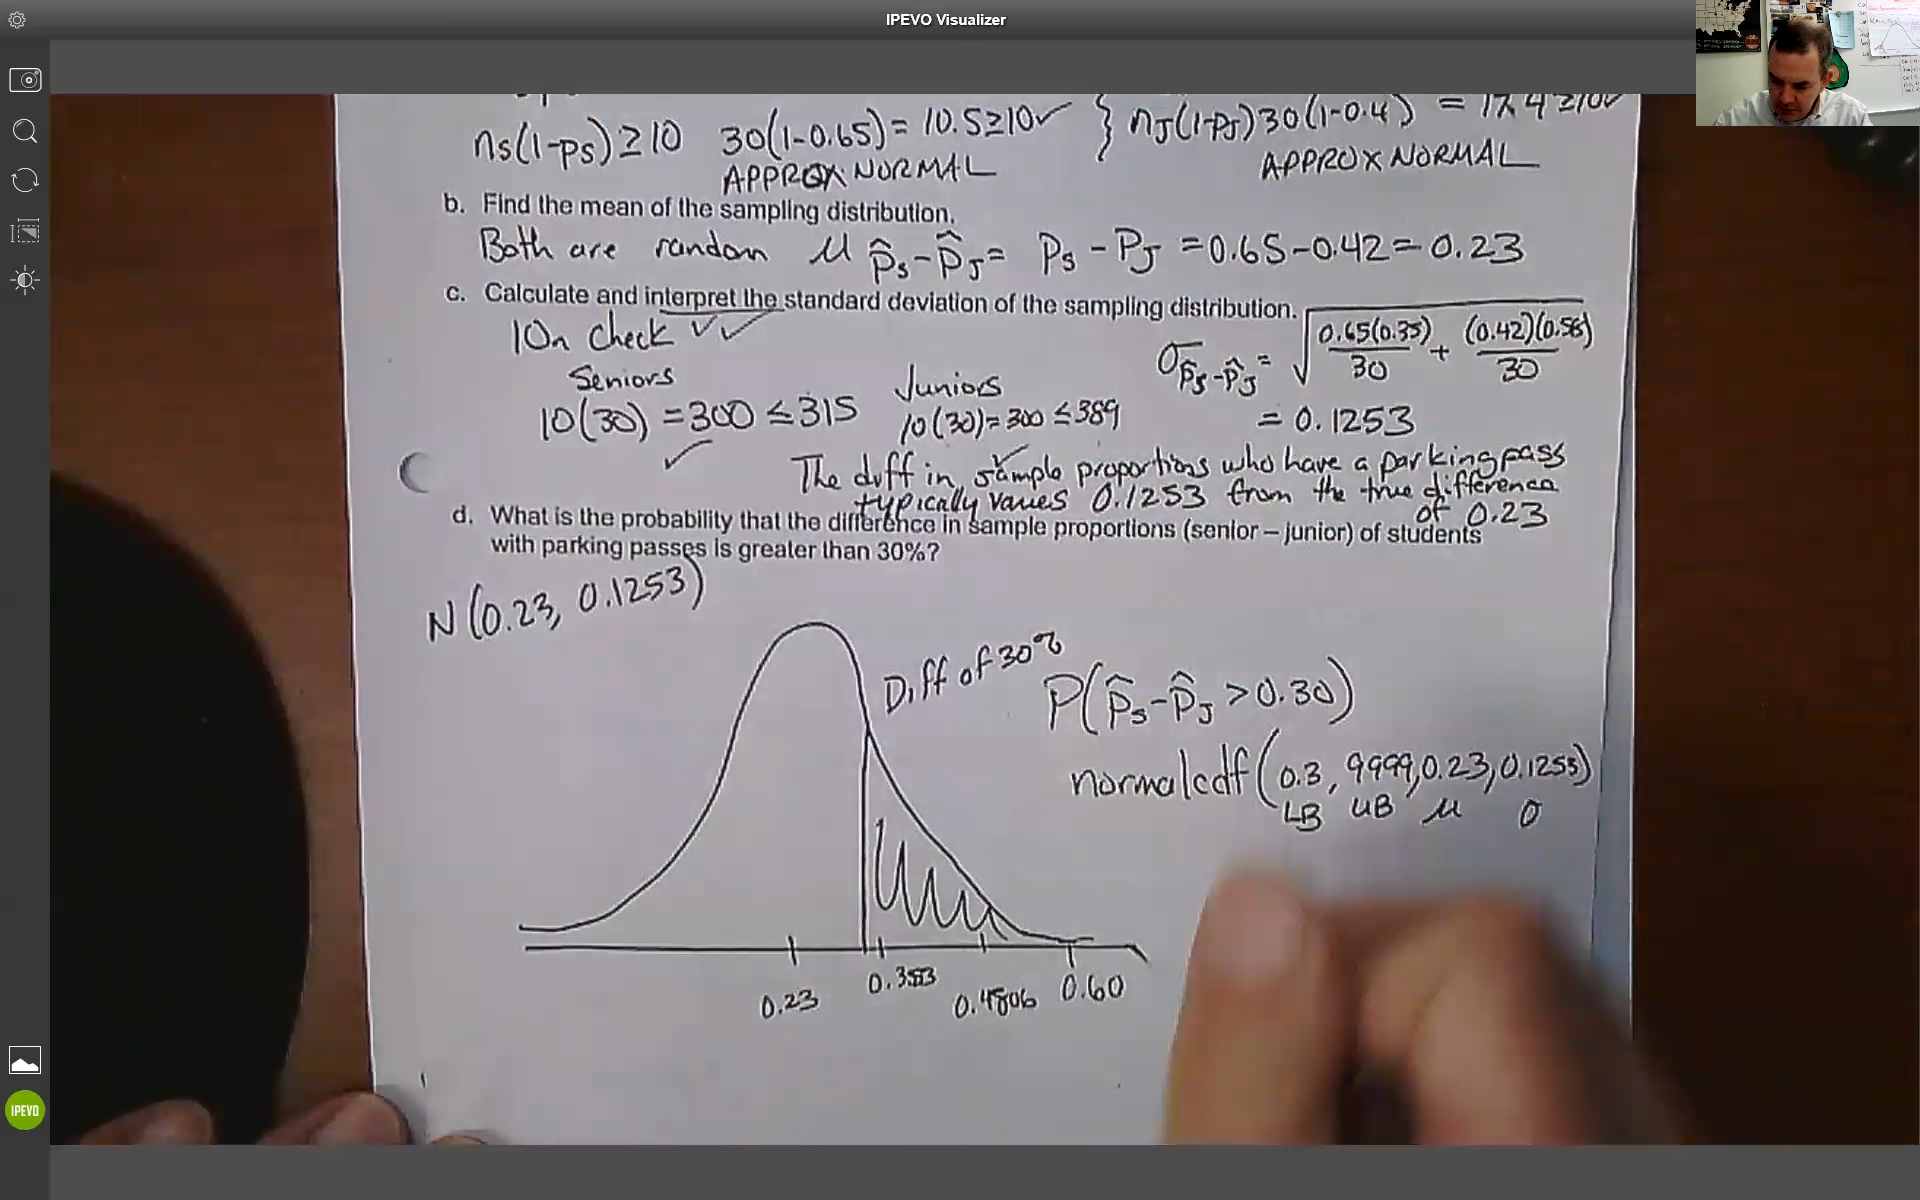 IPEVO Visualizer
ns(1-ps)≥10 30(1-0.65)= 10.5≥10✓ } nJ(1-PJ)30(1-0.4) = 17.4≥10✓
APPROX NORMAL APPROX NORMAL
b. Find the mean of the sampling distribution.
Both are random μ p̂s-p̂J= Ps - PJ =0.65-0.42=0.23
c. Calculate and interpret the standard deviation of the sampling distribution.
10n check ✓✓
σp̂s-p̂J = √ 0.65(0.35)/30 + (0.42)(0.58)/30
= 0.1253
Seniors
10(30)=300≤315
✓
Juniors
10(30)=300≤389
✓
The diff in sample proportions who have a parking pass
typically varies 0.1253 from the true difference
of 0.23
d. What is the probability that the difference in sample proportions (senior – junior) of students
with parking passes is greater than 30%?
N(0.23, 0.1253)
Diff of 30%
P(p̂s-p̂J >0.30)
normalcdf(0.3, 9999,0.23,0.1253)
LB UB μ σ
0.23 0.353 0.4806 0.60
IPEVO